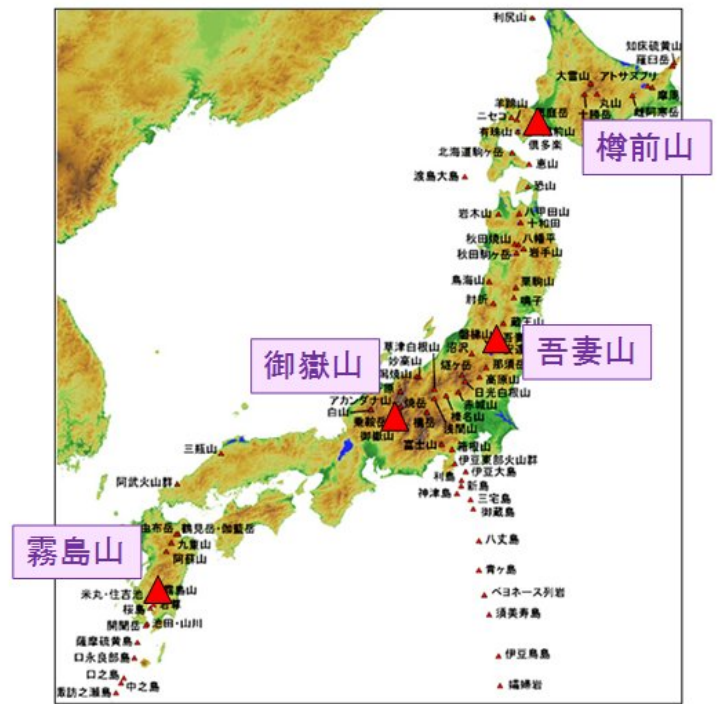 利尻山
知床硫黄山
羅臼岳
大雪山
アトサヌプリ
摩周
羊蹄山
丸山
十勝岳
雌阿寒岳
ニセコ
有珠山
樽前山
倶多楽
北海道駒ヶ岳
恵山
渡島大島
恐山
岩木山
八甲田山
十和田
秋田焼山
八幡平
秋田駒ヶ岳
岩手山
鳥海山
栗駒山
肘折
鳴子
蔵王山
磐梯山
吾妻山
沼沢
草津白根山
御嶽山
妙高山
那須岳
燧ヶ岳
高原山
日光白根山
アカンダナ山
焼岳
赤城山
白山
榛名山
乗鞍岳
浅間山
御嶽山
富士山
箱根山
三瓶山
伊豆東部火山群
利島
伊豆大島
新島
阿武火山群
神津島
三宅島
御蔵島
鶴見岳・伽藍岳
九重山
八丈島
霧島山
阿蘇山
青ヶ島
米丸・住吉池
霧島山
ベヨネース列岩
桜島
須美寿島
開聞岳
池田・山川
薩摩硫黄島
口永良部島
伊豆鳥島
口之島
中之島
諏訪之瀬島
孀婦岩